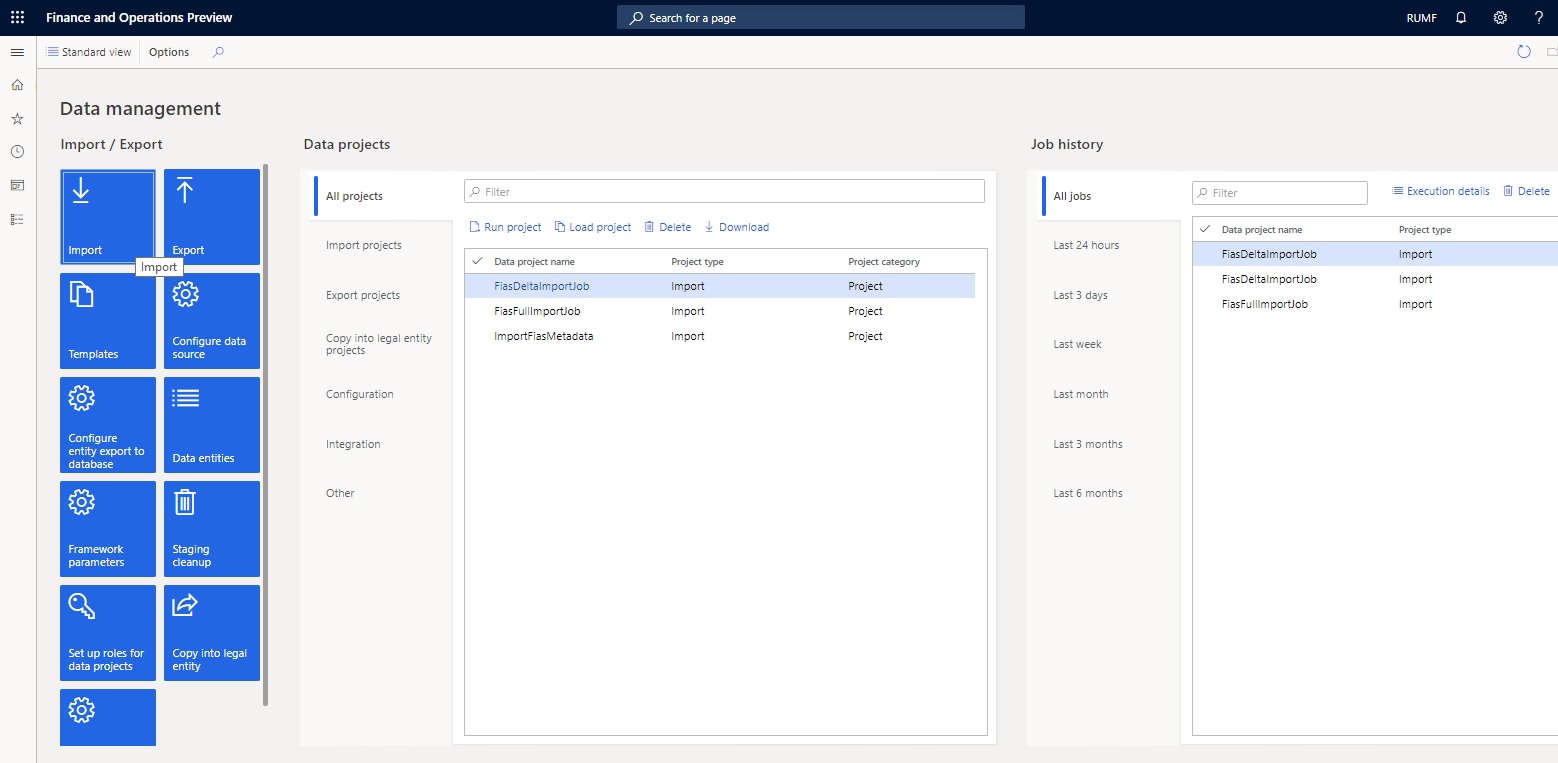 Finance and Operations Preview
Search for a page
RUMF
?
Standard view
Options
Data management
Import / Export
Import
Export
Import
Templates
Configure data
source
Configure
entity export to
database
Data entities
Framework
parameters
Staging
cleanup
Set up roles for
data projects
Copy into legal
entity
Data projects
All projects
Import projects
Export projects
Copy into legal entity
projects
Configuration
Integration
Other
Filter
Run project Load project Delete Download
Data project name Project type Project category
FiasDeltaImportJob Import Project
FiasFullImportJob Import Project
ImportFiasMetadata Import Project
Job history
All jobs
Last 24 hours
Last 3 days
Last week
Last month
Last 3 months
Last 6 months
Filter
Execution details Delete
Data project name Project type
FiasDeltaImportJob Import
FiasDeltaImportJob Import
FiasFullImportJob Import